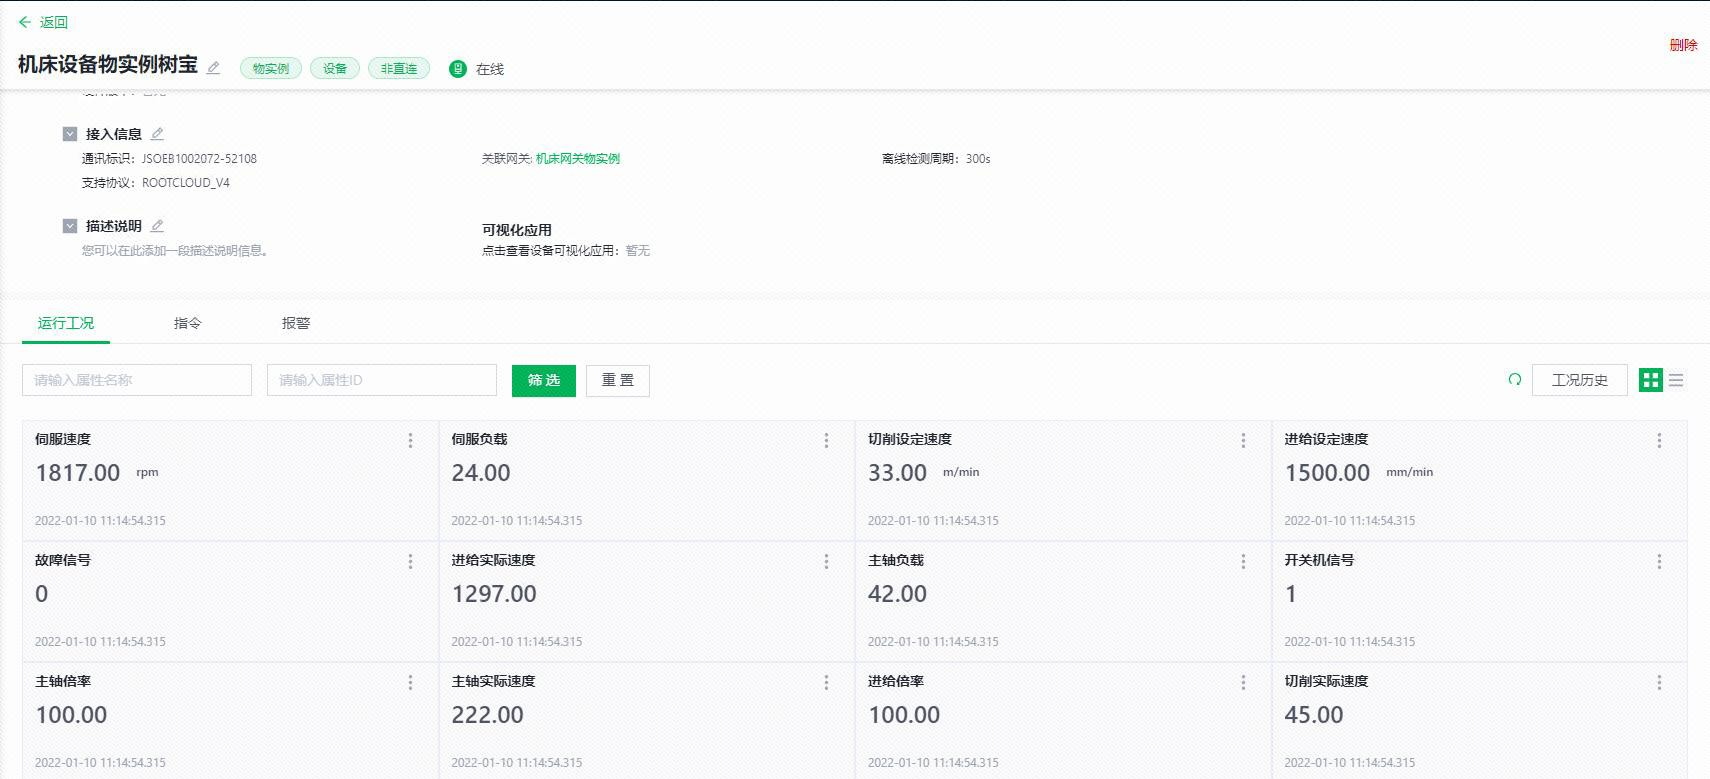 返回
删除
机床设备物实例树宝 物实例 设备 非直连 在线
接入信息
通讯标识：JSOEB1002072-52108 关联网关: 机床网关物实例 离线检测周期：300s
支持协议：ROOTCLOUD_V4
描述说明 可视化应用
您可以在此添加一段描述说明信息。 点击查看设备可视化应用：暂无
运行工况 指令 报警
请输入属性名称 请输入属性ID 筛 选 重 置 工况历史
伺服速度 伺服负载 切削设定速度 进给设定速度
1817.00 rpm 24.00 33.00 m/min 1500.00 mm/min
2022-01-10 11:14:54.315 2022-01-10 11:14:54.315 2022-01-10 11:14:54.315 2022-01-10 11:14:54.315
故障信号 进给实际速度 主轴负载 开关机信号
0 1297.00 42.00 1
2022-01-10 11:14:54.315 2022-01-10 11:14:54.315 2022-01-10 11:14:54.315 2022-01-10 11:14:54.315
主轴倍率 主轴实际速度 进给倍率 切削实际速度
100.00 222.00 100.00 45.00
2022-01-10 11:14:54.315 2022-01-10 11:14:54.315 2022-01-10 11:14:54.315 2022-01-10 11:14:54.315